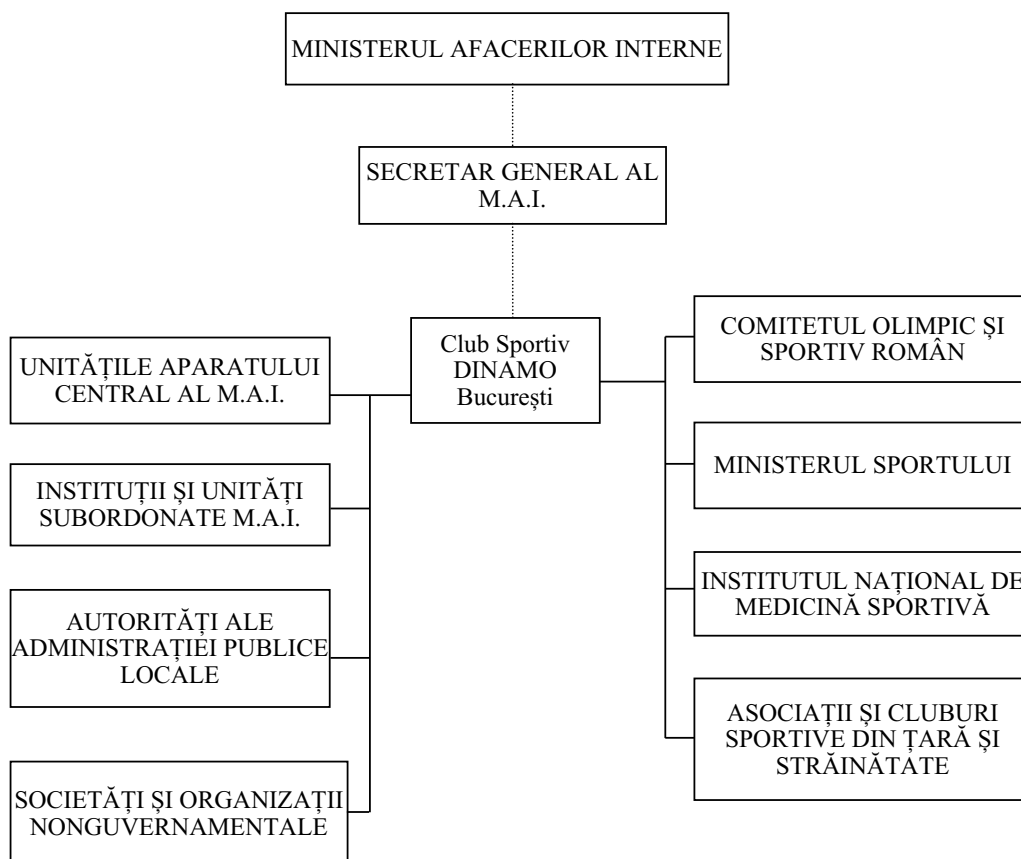 MINISTERUL AFACERILOR INTERNE
SECRETAR GENERAL AL
M.A.I.
Club Sportiv
DINAMO
București
UNITĂȚILE APARATULUI
CENTRAL AL M.A.I.
INSTITUȚII ȘI UNITĂȚI
SUBORDONATE M.A.I.
AUTORITĂȚI ALE
ADMINISTRAȚIEI PUBLICE
LOCALE
SOCIETĂȚI ȘI ORGANIZAȚII
NONGUVERNAMENTALE
COMITETUL OLIMPIC ȘI
SPORTIV ROMÂN
MINISTERUL SPORTULUI
INSTITUTUL NAȚIONAL DE
MEDICINĂ SPORTIVĂ
ASOCIAȚII ȘI CLUBURI
SPORTIVE DIN ȚARĂ ȘI
STRĂINĂTATE